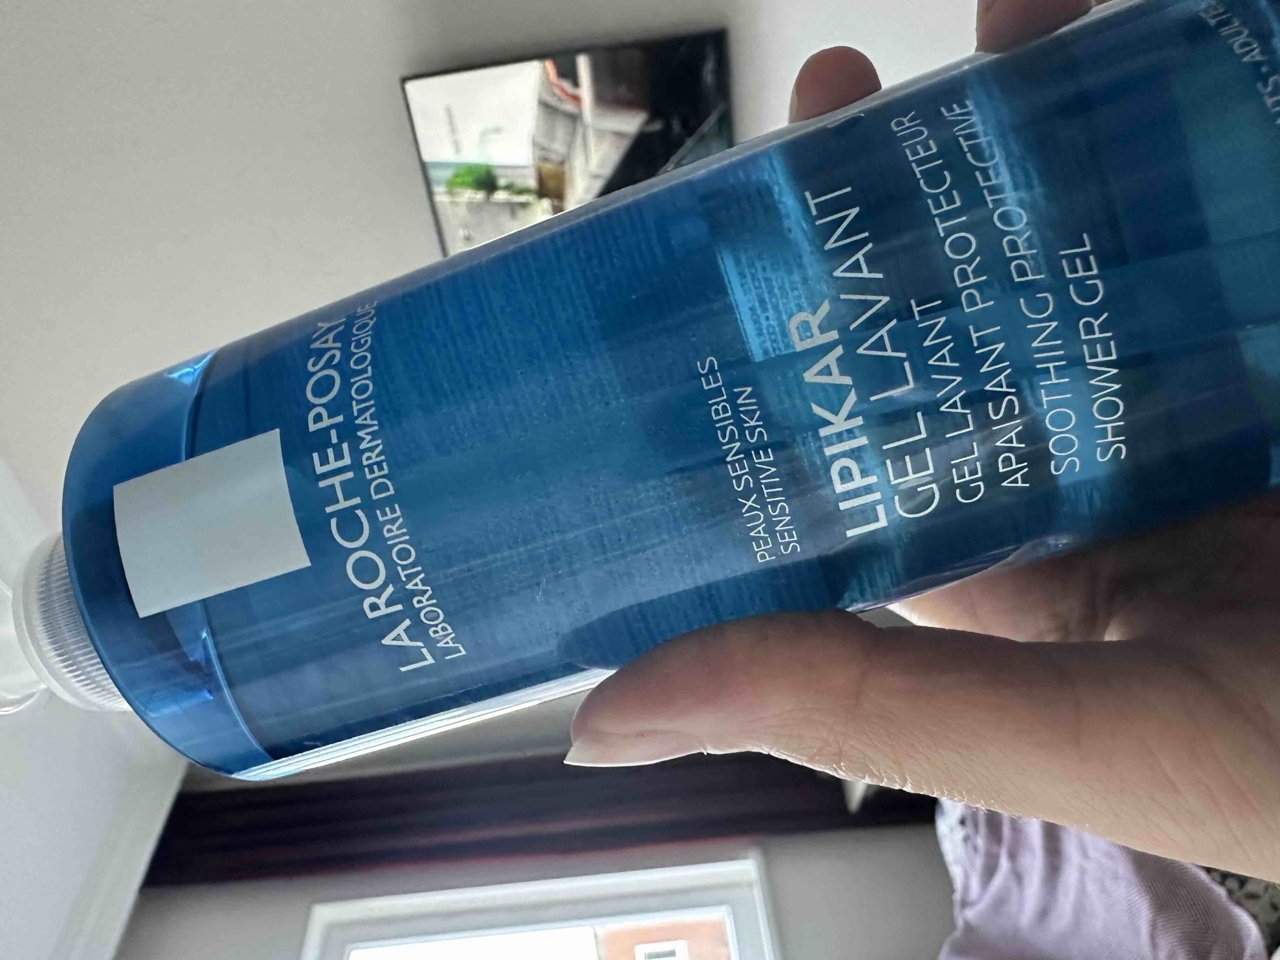 LA ROCHE-POSAY
LABORATOIRE DERMATOLOGIQUE
PEAUX SENSIBLES
SENSITIVE SKIN
LIPIKAR
GEL LAVANT
GEL LAVANT PROTECTEUR
APAISANT PROTECTIVE
SOOTHING
SHOWER GEL